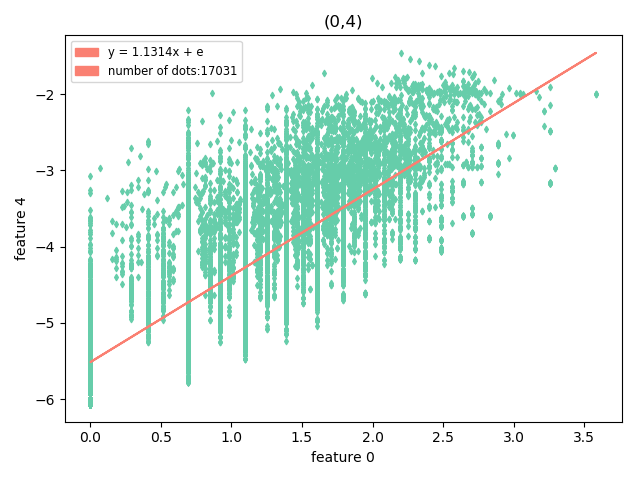 (0,4)
y = 1.1314x + e
number of dots:17031
−2
−3
−4
−5
−6
feature 4
0.0 0.5 1.0 1.5 2.0 2.5 3.0 3.5
feature 0